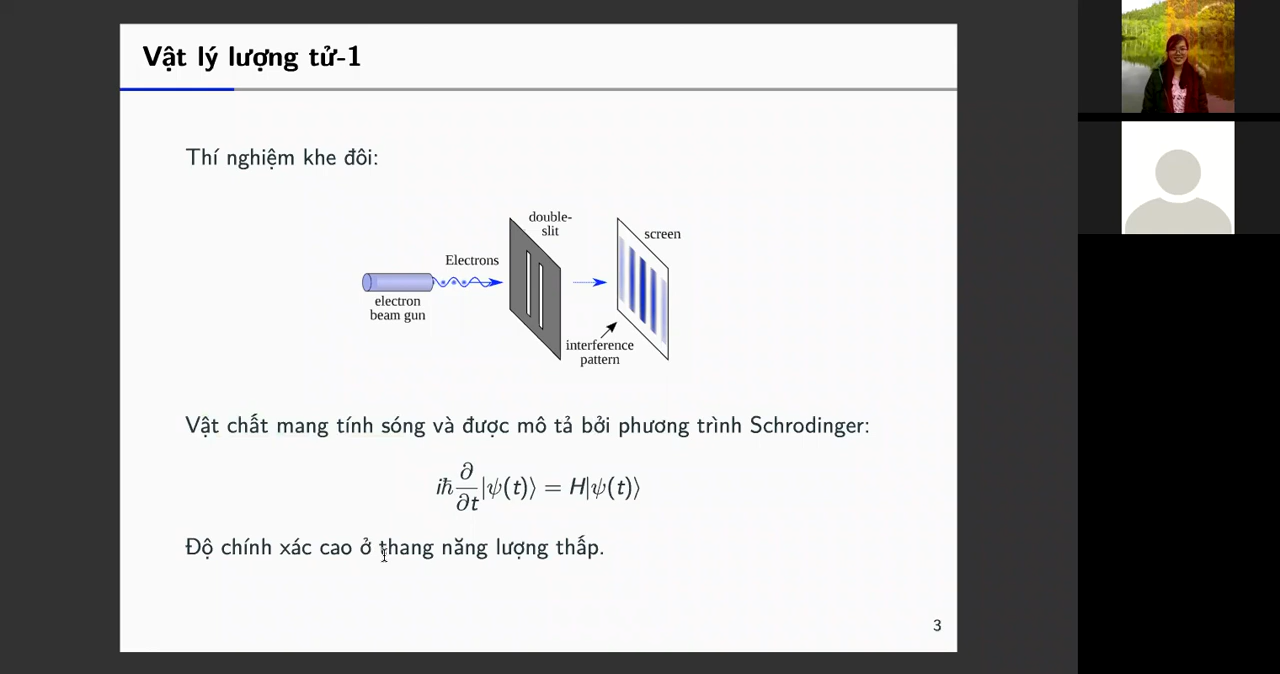 Vật lý lượng tử-1
Thí nghiệm khe đôi:
double-
slit
screen
Electrons
electron
beam gun
interference
pattern
Vật chất mang tính sóng và được mô tả bởi phương trình Schrodinger:
iħ ∂/∂t |ψ(t)⟩ = H|ψ(t)⟩
Độ chính xác cao ở thang năng lượng thấp.
3